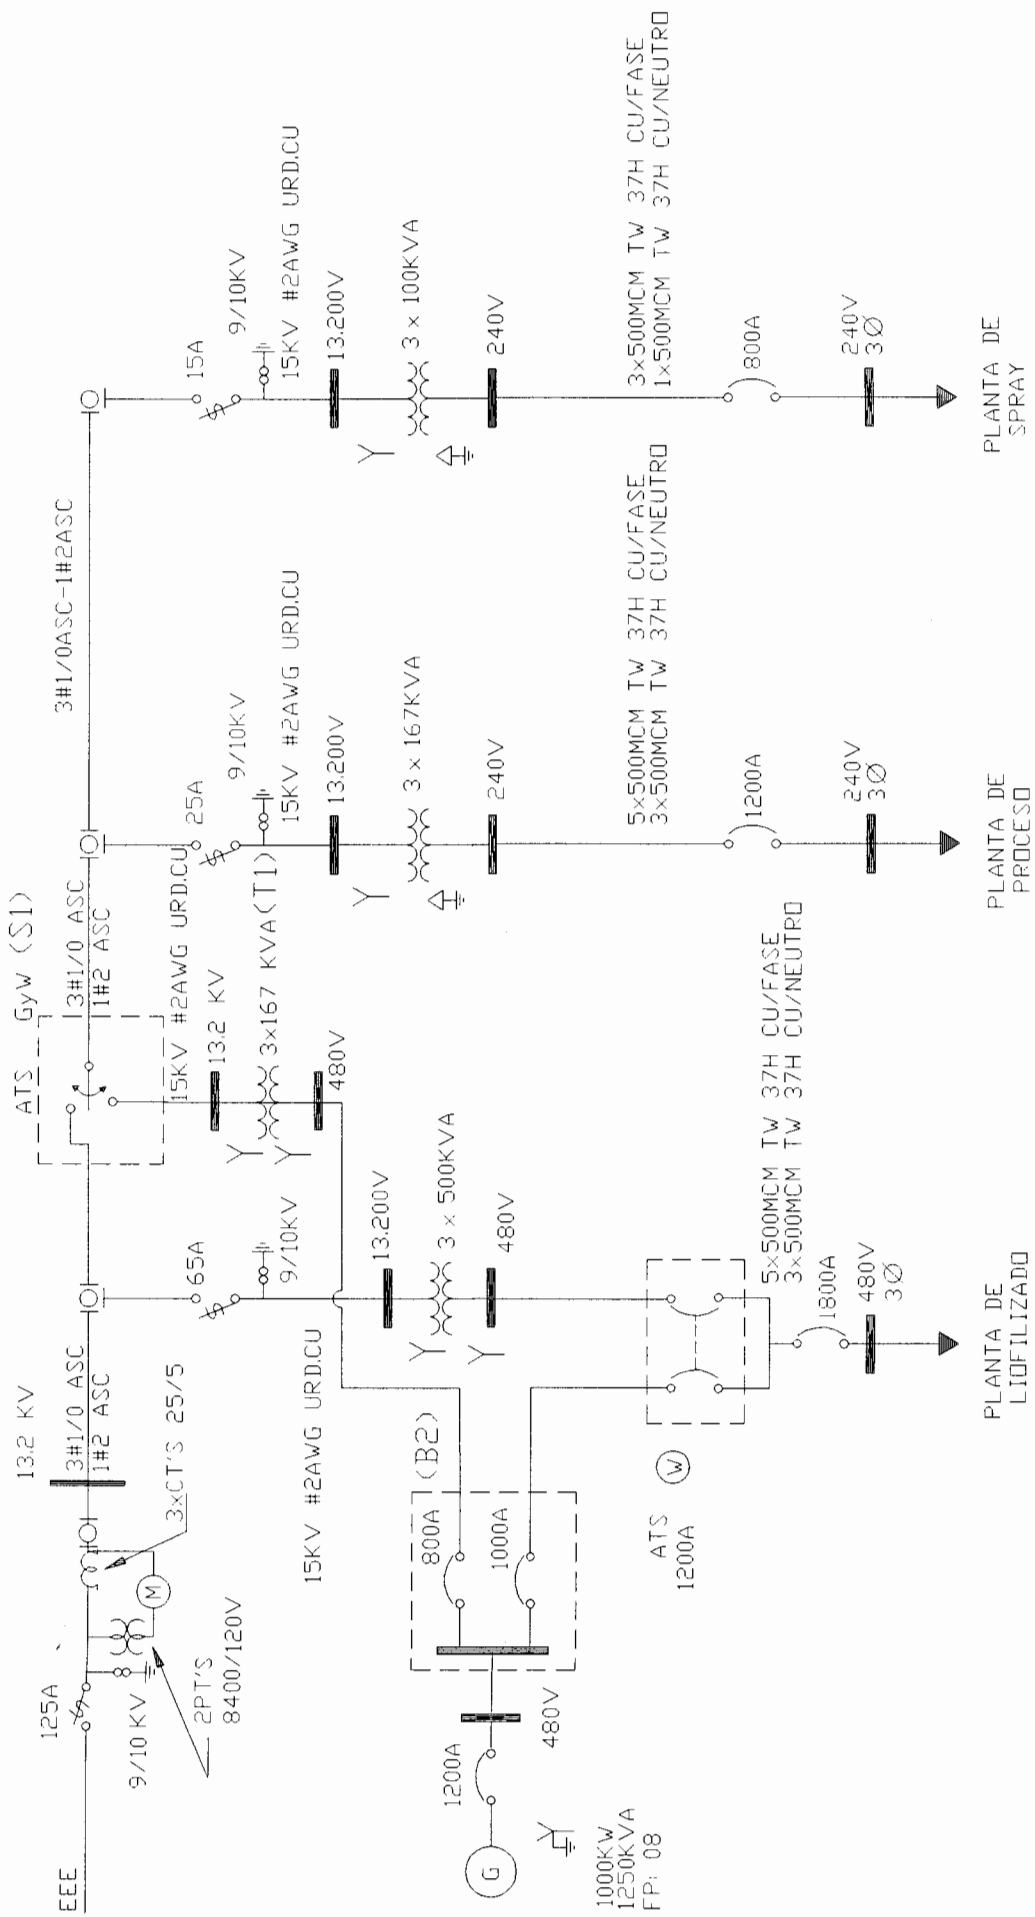 EEE
125A
9/10 KV
2PT'S
8400/120V
M
3xCT'S 25/5
13.2 KV
3#1/0 ASC
1#2 ASC
65A
9/10KV
15KV #2AWG URD.CU
13.200V
3 x 500KVA
Y
Y
480V
ATS
GyW (S1)
3#1/0 ASC
1#2 ASC
15KV #2AWG URD.CU
13.2 KV
3x167 KVA(T1)
Y
Y
480V
25A
9/10KV
15KV #2AWG URD.CU
13.200V
3 x 167KVA
Y
240V
5x500MCM TW 37H CU/FASE
3x500MCM TW 37H CU/NEUTRO
1200A
240V
3Ø
PLANTA DE
PROCESO
3#1/0ASC-1#2ASC
15A
9/10KV
15KV #2AWG URD.CU
13.200V
3 x 100KVA
Y
240V
3x500MCM TW 37H CU/FASE
1x500MCM TW 37H CU/NEUTRO
800A
240V
3Ø
PLANTA DE
SPRAY
G
1000KW
1250KVA
FP: 08
Y
1200A
480V
(B2)
800A
1000A
ATS
1200A
W
5x500MCM TW 37H CU/FASE
3x500MCM TW 37H CU/NEUTRO
1800A
480V
3Ø
PLANTA DE
LIOFILIZADO